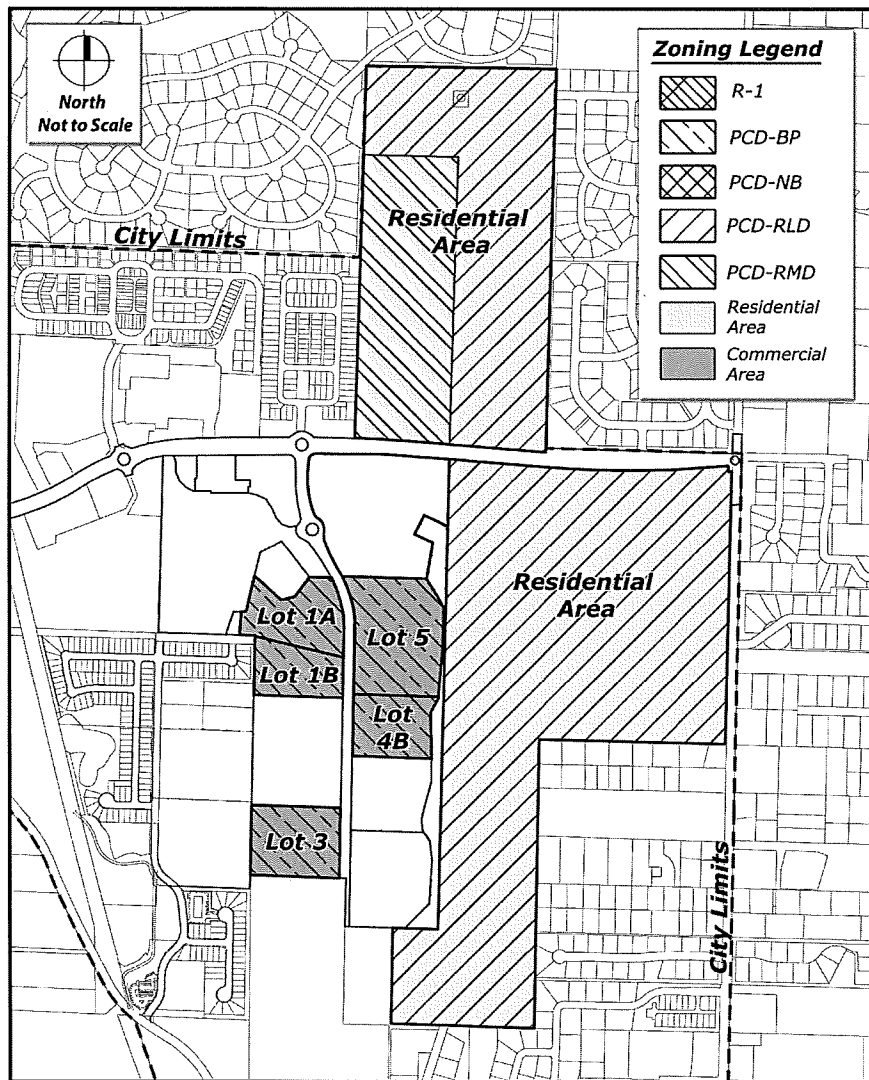 North
Not to Scale
Zoning Legend
R-1
PCD-BP
PCD-NB
PCD-RLD
PCD-RMD
Residential
Area
Commercial
Area
Residential
Area
City Limits
Residential
Area
Lot 1A
Lot 5
Lot 1B
Lot
4B
Lot 3
City Limits